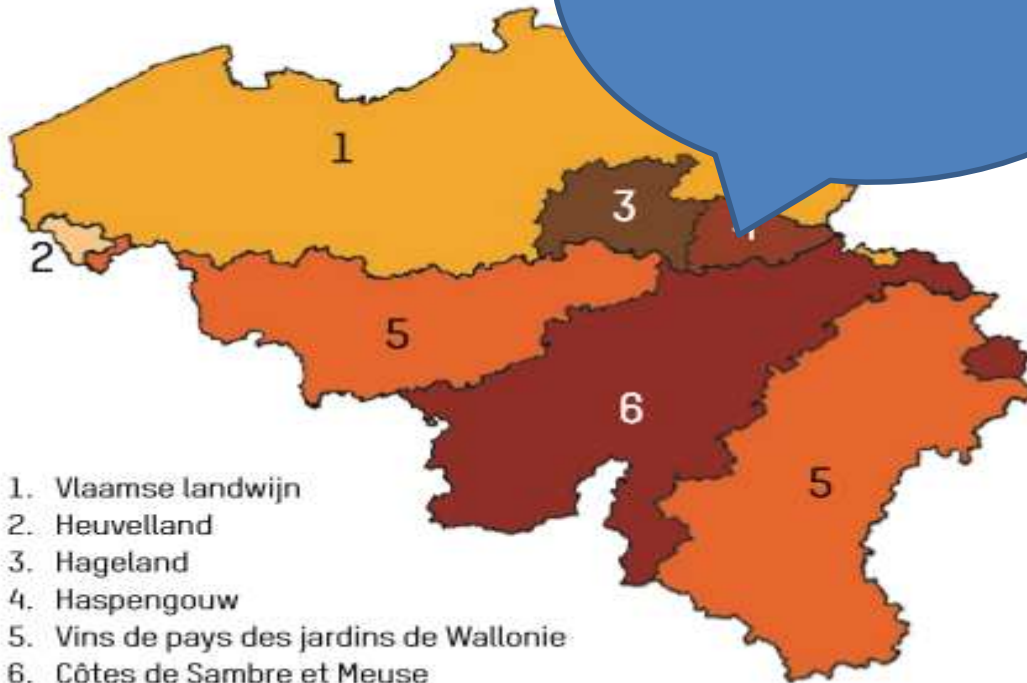 1
3
2
5
6
5
1. Vlaamse landwijn
2. Heuvelland
3. Hageland
4. Haspengouw
5. Vins de pays des jardins de Wallonie
6. Côtes de Sambre et Meuse